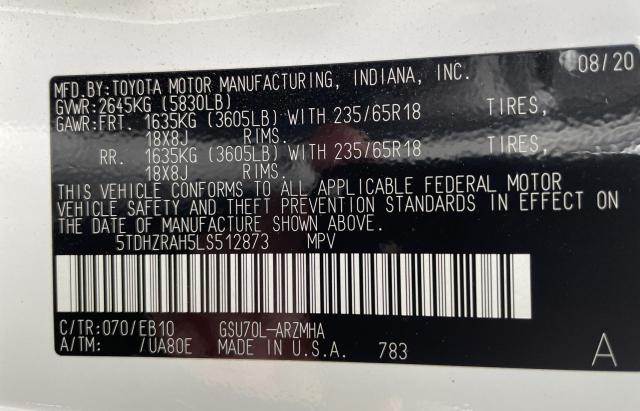 MFD.BY:TOYOTA MOTOR MANUFACTURING, INDIANA, INC. 08/20
GVWR:2645KG (5830LB)
GAWR:FRT. 1635KG (3605LB) WITH 235/65R18 TIRES,
18X8J RIMS.
RR. 1635KG (3605LB) WITH 235/65R18 TIRES,
18X8J RIMS.
THIS VEHICLE CONFORMS TO ALL APPLICABLE FEDERAL MOTOR
VEHICLE SAFETY AND THEFT PREVENTION STANDARDS IN EFFECT ON
THE DATE OF MANUFACTURE SHOWN ABOVE.
5TDHZRAH5LS512873 MPV
C/TR:070/EB10 GSU70L-ARZMHA
A/TM: /UA80E MADE IN U.S.A. 783 A